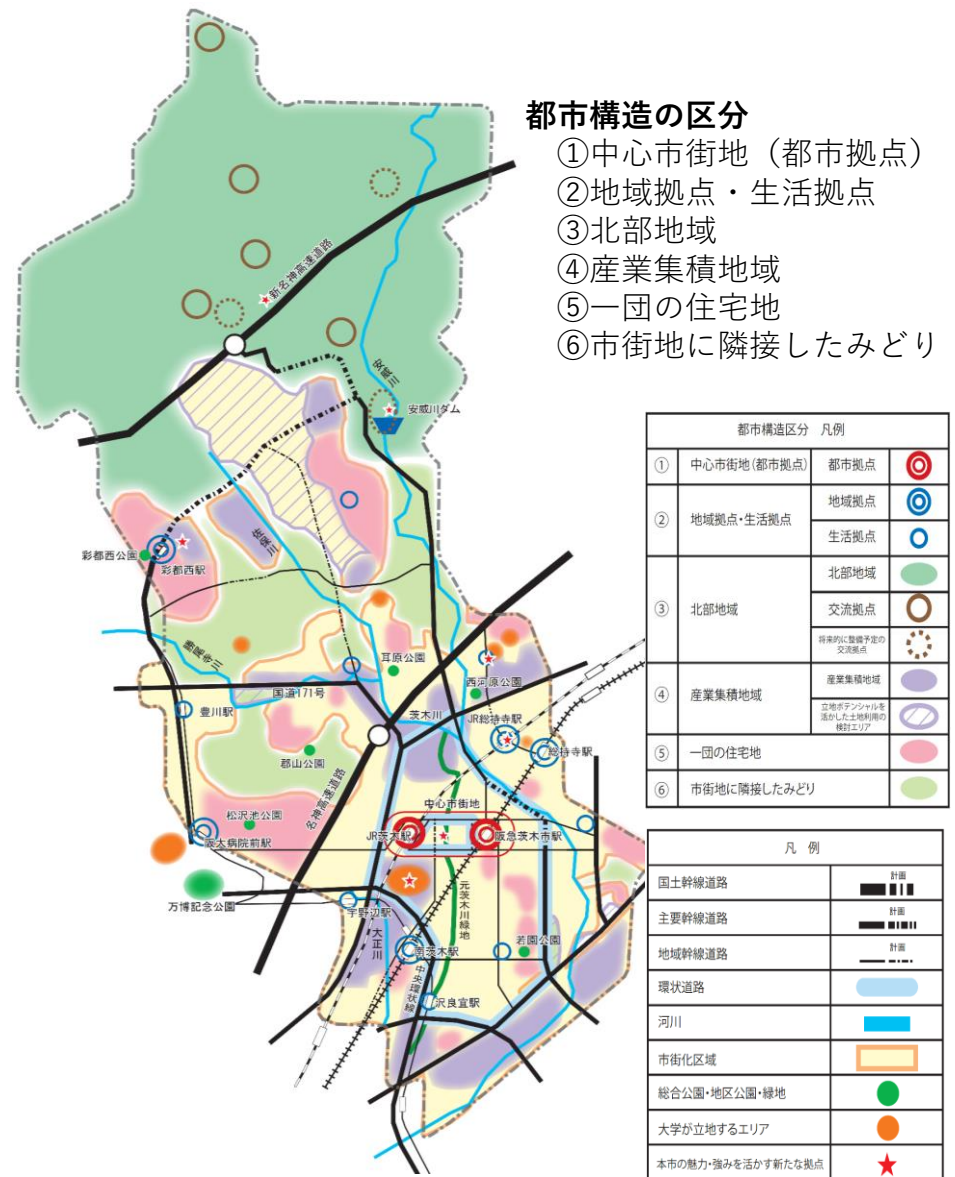 都市構造の区分
①中心市街地（都市拠点）
②地域拠点・生活拠点
③北部地域
④産業集積地域
⑤一団の住宅地
⑥市街地に隣接したみどり
新名神高速道路
安威川
安威川ダム
佐保川
彩都西公園
彩都西駅
勝尾寺川
耳原公園
西河原公園
国道171号
豊川駅
茨木川
JR総持寺駅
総持寺駅
郡山公園
名神高速道路
中心市街地
松沢池公園
JR茨木駅
阪急茨木市駅
阪大病院前駅
万博記念公園
宇野辺駅
元茨木川緑地
大正川
南茨木駅
若園公園
中央環状線
沢良宜駅
都市構造区分 凡例
① 中心市街地(都市拠点) 都市拠点
② 地域拠点・生活拠点 地域拠点
生活拠点
③ 北部地域 北部地域
交流拠点
将来的に整備予定の
交流拠点
④ 産業集積地域 産業集積地域
立地ポテンシャルを
活かした土地利用の
検討エリア
⑤ 一団の住宅地
⑥ 市街地に隣接したみどり
凡 例
国土幹線道路 計画
主要幹線道路 計画
地域幹線道路 計画
環状道路
河川
市街化区域
総合公園・地区公園・緑地
大学が立地するエリア
本市の魅力・強みを活かす新たな拠点